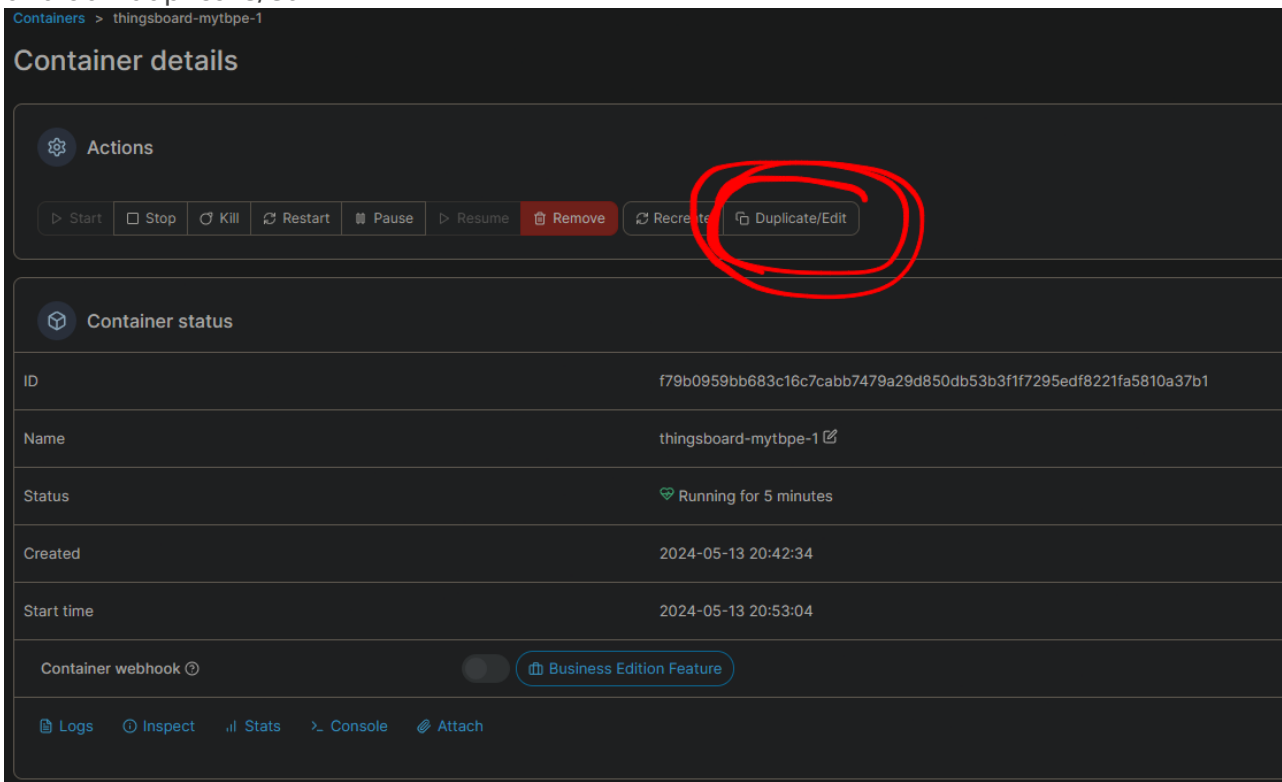 Containers > thingsboard-mytbpe-1
Container details
Actions
Start Stop Kill Restart Pause Resume Remove Recreate Duplicate/Edit
Container status
ID f79b0959bb683c16c7cabb7479a29d850db53b3f1f7295edf8221fa5810a37b1
Name thingsboard-mytbpe-1
Status Running for 5 minutes
Created 2024-05-13 20:42:34
Start time 2024-05-13 20:53:04
Container webhook Business Edition Feature
Logs Inspect Stats Console Attach